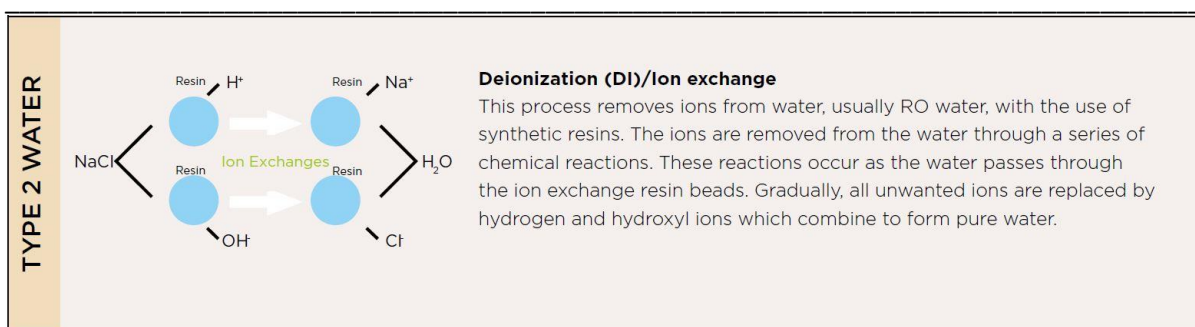 TYPE 2 WATER
Resin H⁺
Resin Na⁺
NaCl
Ion Exchanges
H₂O
Resin
Resin
OH⁻
Cl⁻
Deionization (DI)/Ion exchange
This process removes ions from water, usually RO water, with the use of
synthetic resins. The ions are removed from the water through a series of
chemical reactions. These reactions occur as the water passes through
the ion exchange resin beads. Gradually, all unwanted ions are replaced by
hydrogen and hydroxyl ions which combine to form pure water.